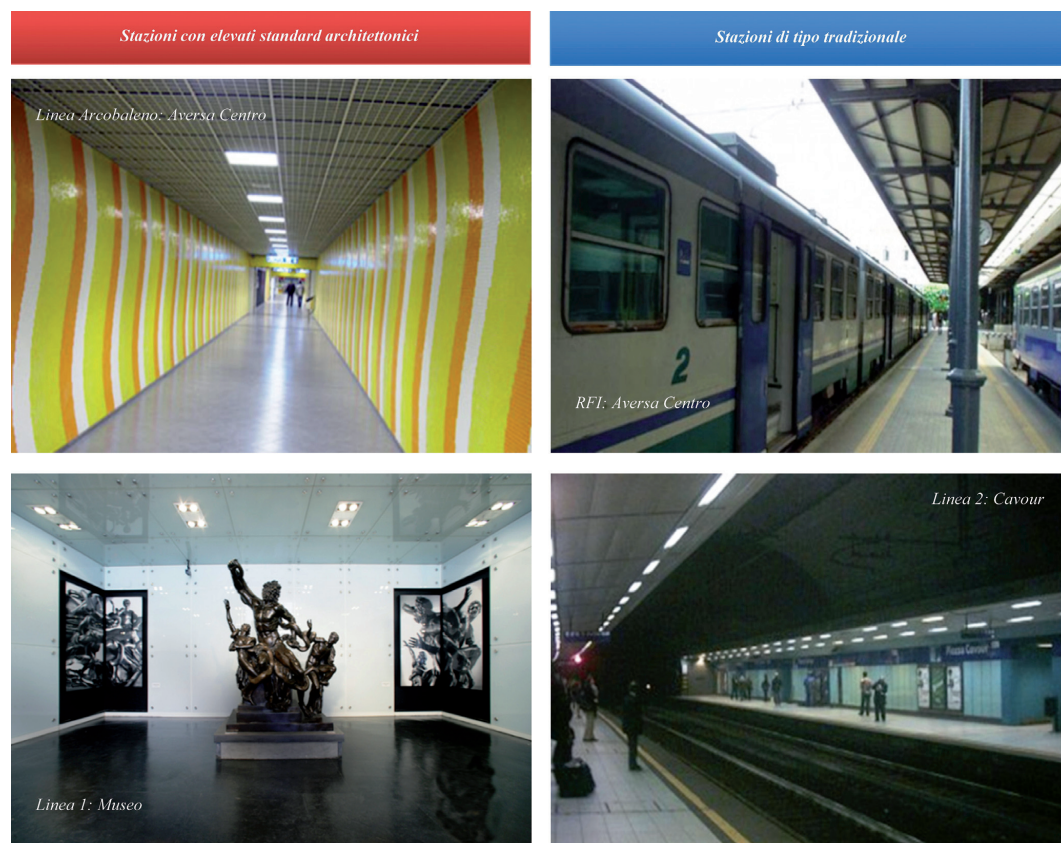 Stazioni con elevati standard architettonici
Stazioni di tipo tradizionale
Linea Arcobaleno: Aversa Centro
2
RFI: Aversa Centro
Linea 1: Museo
Linea 2: Cavour
Piazza Cavour